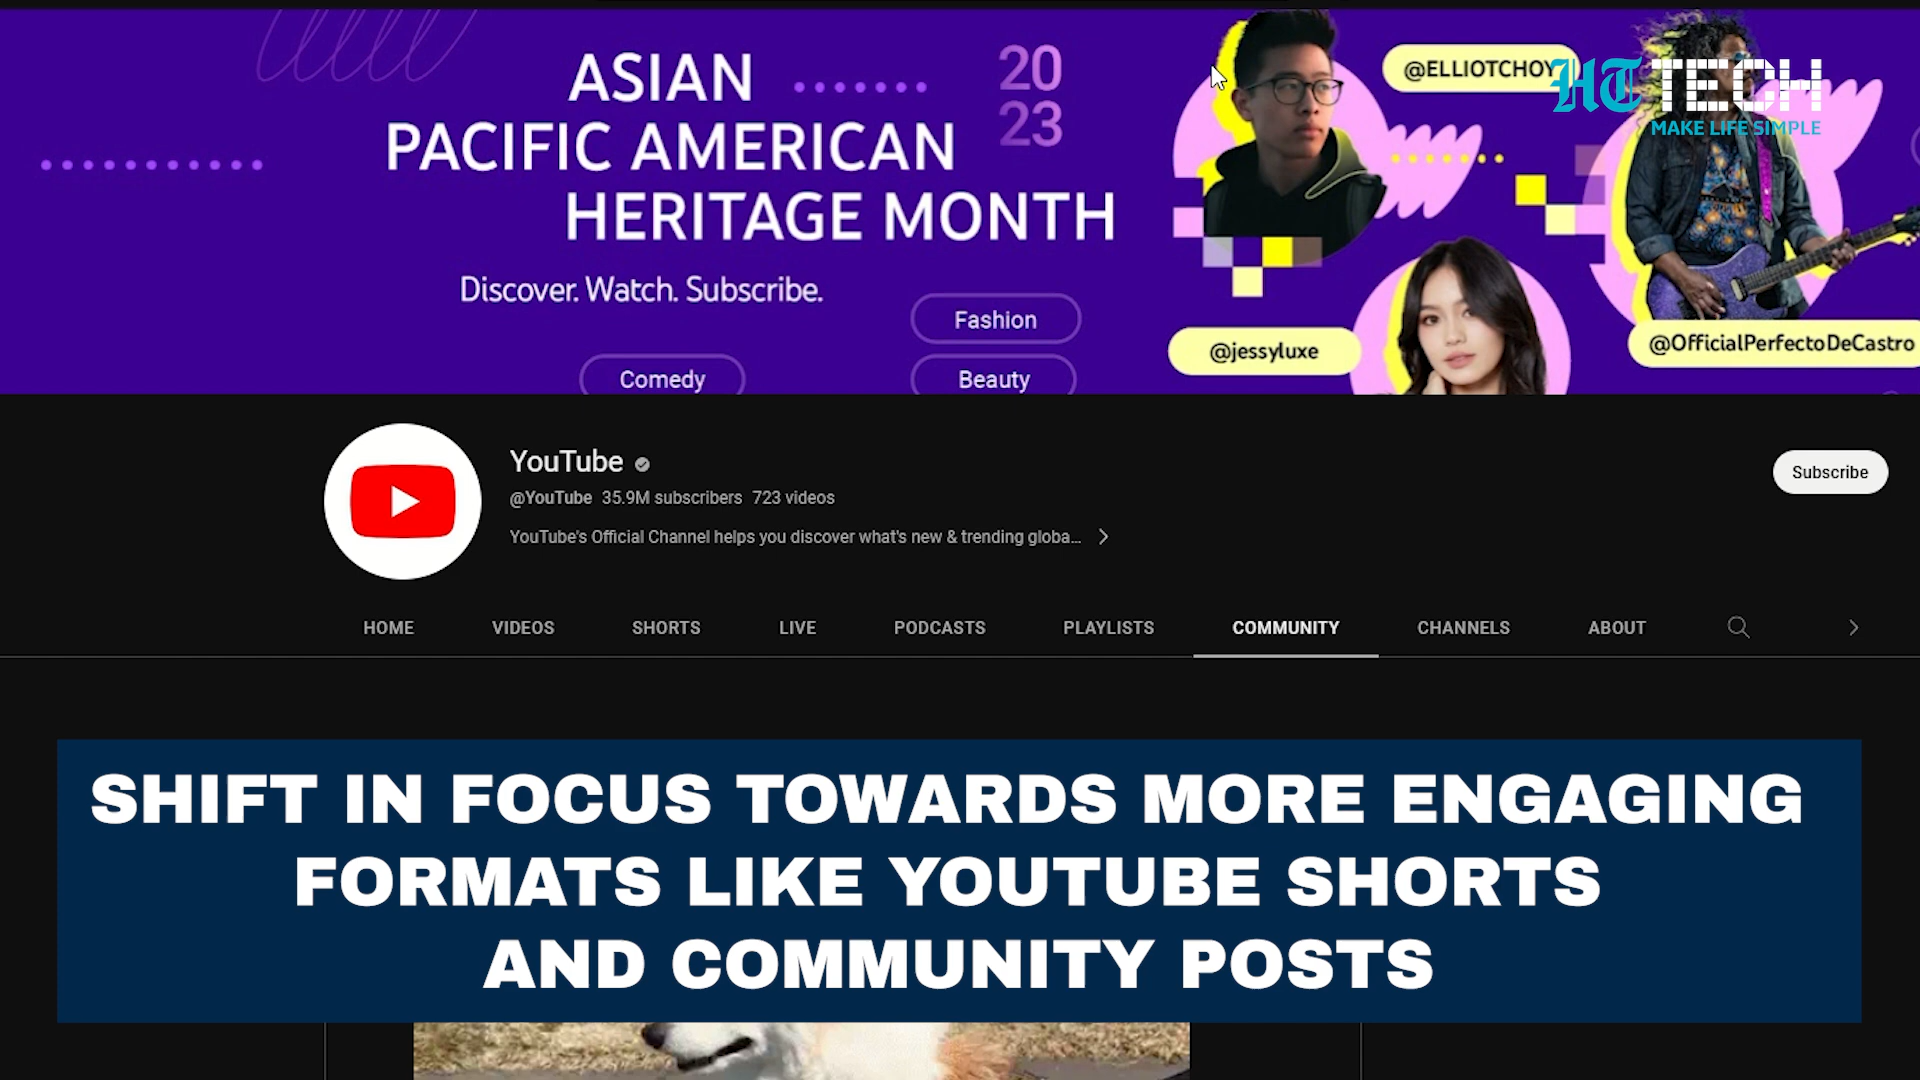 ASIAN
PACIFIC AMERICAN
HERITAGE MONTH
20
23
Discover. Watch. Subscribe.
Fashion
Comedy
Beauty
@ELLIOTCHOY
HT TECH
MAKE LIFE SIMPLE
@jessyluxe
@OfficialPerfectoDeCastro
YouTube
@YouTube 35.9M subscribers 723 videos
YouTube's Official Channel helps you discover what's new & trending globa...
Subscribe
HOME VIDEOS SHORTS LIVE PODCASTS PLAYLISTS COMMUNITY CHANNELS ABOUT
SHIFT IN FOCUS TOWARDS MORE ENGAGING
FORMATS LIKE YOUTUBE SHORTS
AND COMMUNITY POSTS